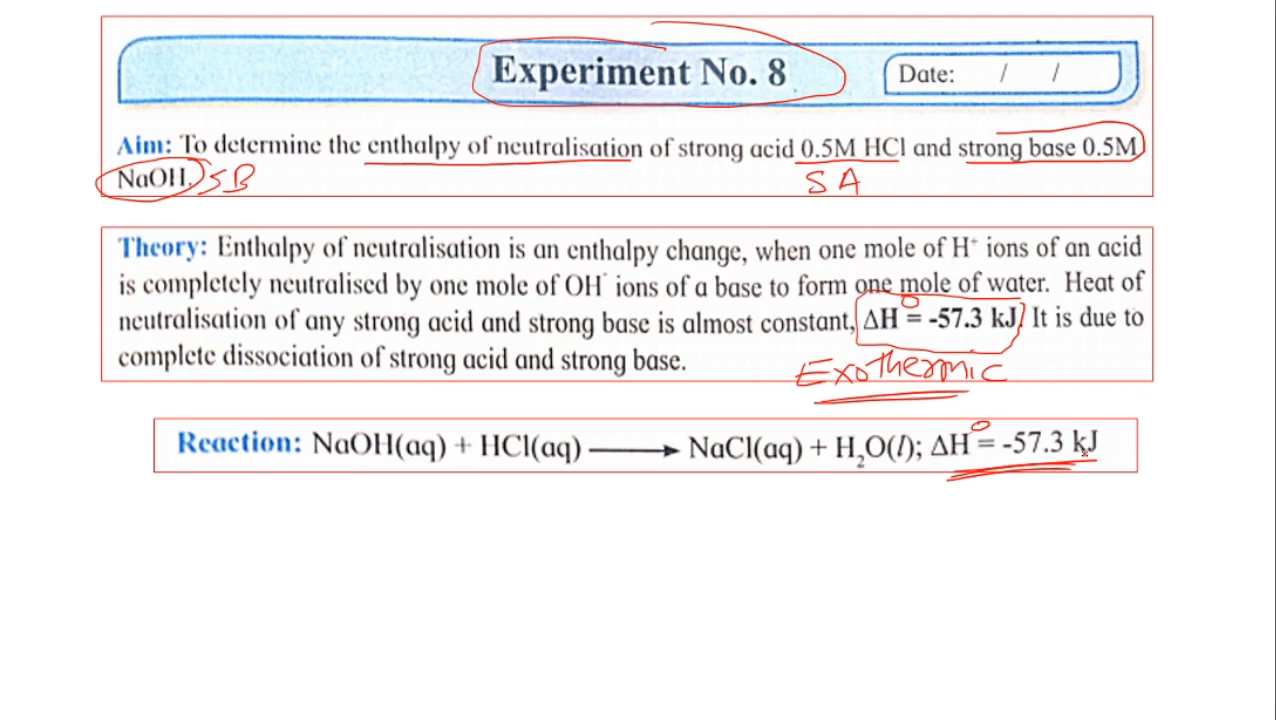 Experiment No. 8
Date: / /
Aim: To determine the enthalpy of neutralisation of strong acid 0.5M HCl and strong base 0.5M
NaOH. SB
SA
Theory: Enthalpy of neutralisation is an enthalpy change, when one mole of H⁺ ions of an acid
is completely neutralised by one mole of OH⁻ ions of a base to form one mole of water. Heat of
neutralisation of any strong acid and strong base is almost constant, ΔH° = -57.3 kJ. It is due to
complete dissociation of strong acid and strong base.
Exothermic
Reaction: NaOH(aq) + HCl(aq) ⟶ NaCl(aq) + H₂O(l); ΔH° = -57.3 kJ